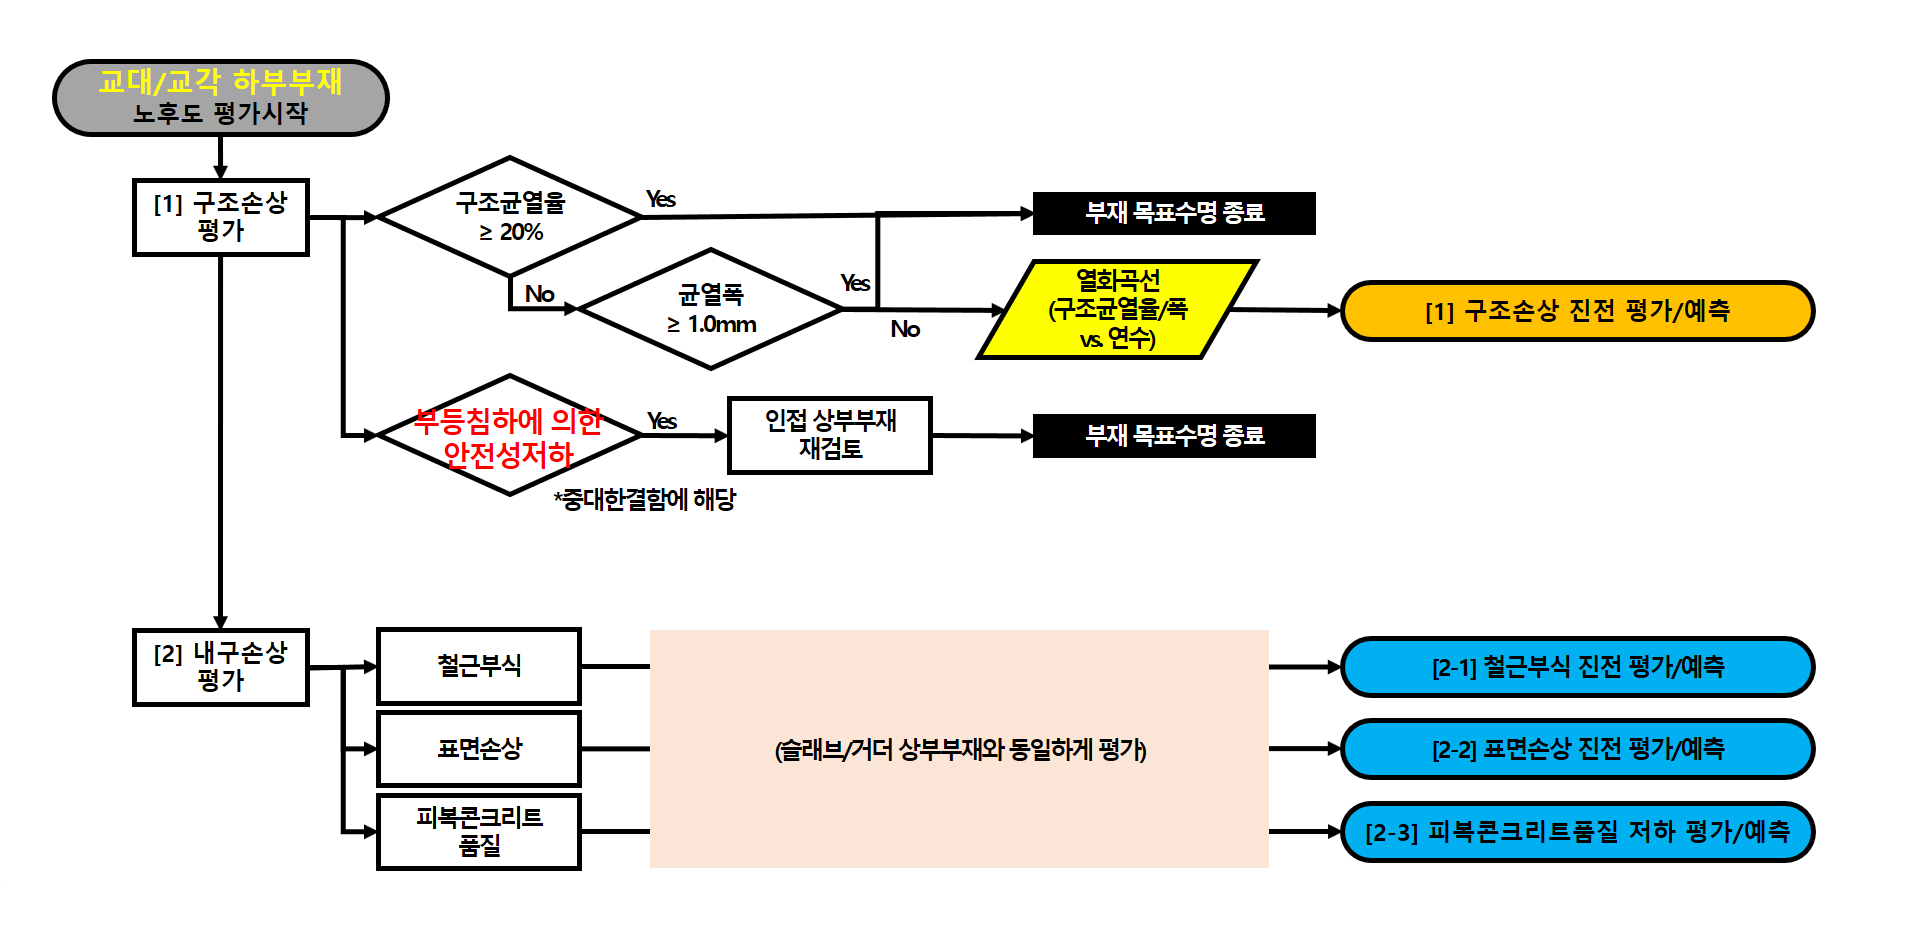 교대/교각 하부부재
노후도 평가시작
[1] 구조손상
평가
구조균열율
≥ 20%
Yes
부재 목표수명 종료
No
균열폭
≥ 1.0mm
Yes
No
열화곡선
(구조균열율/폭
vs. 연수)
[1] 구조손상 진전 평가/예측
부등침하에 의한
안전성저하
Yes
*중대한결함에 해당
인접 상부부재
재검토
부재 목표수명 종료
[2] 내구손상
평가
철근부식
표면손상
피복콘크리트
품질
(슬래브/거더 상부부재와 동일하게 평가)
[2-1] 철근부식 진전 평가/예측
[2-2] 표면손상 진전 평가/예측
[2-3] 피복콘크리트품질 저하 평가/예측